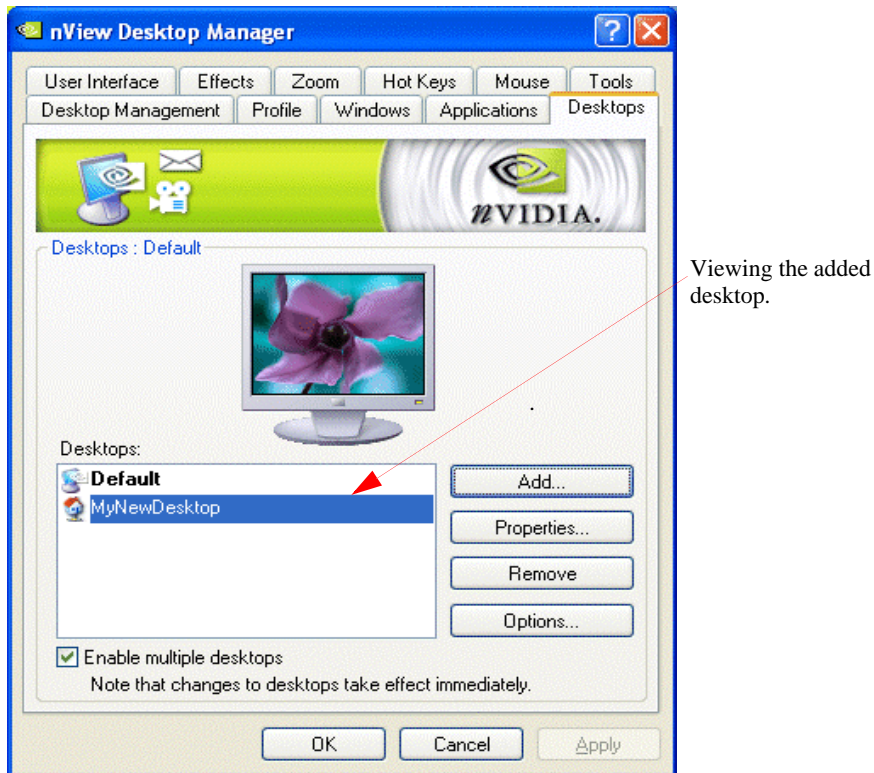 nView Desktop Manager
User Interface Effects Zoom Hot Keys Mouse Tools
Desktop Management Profile Windows Applications Desktops
nVIDIA.
Desktops : Default
Viewing the added
desktop.
.
Desktops:
Default
MyNewDesktop
Add...
Properties...
Remove
Options...
Enable multiple desktops
Note that changes to desktops take effect immediately.
OK Cancel Apply